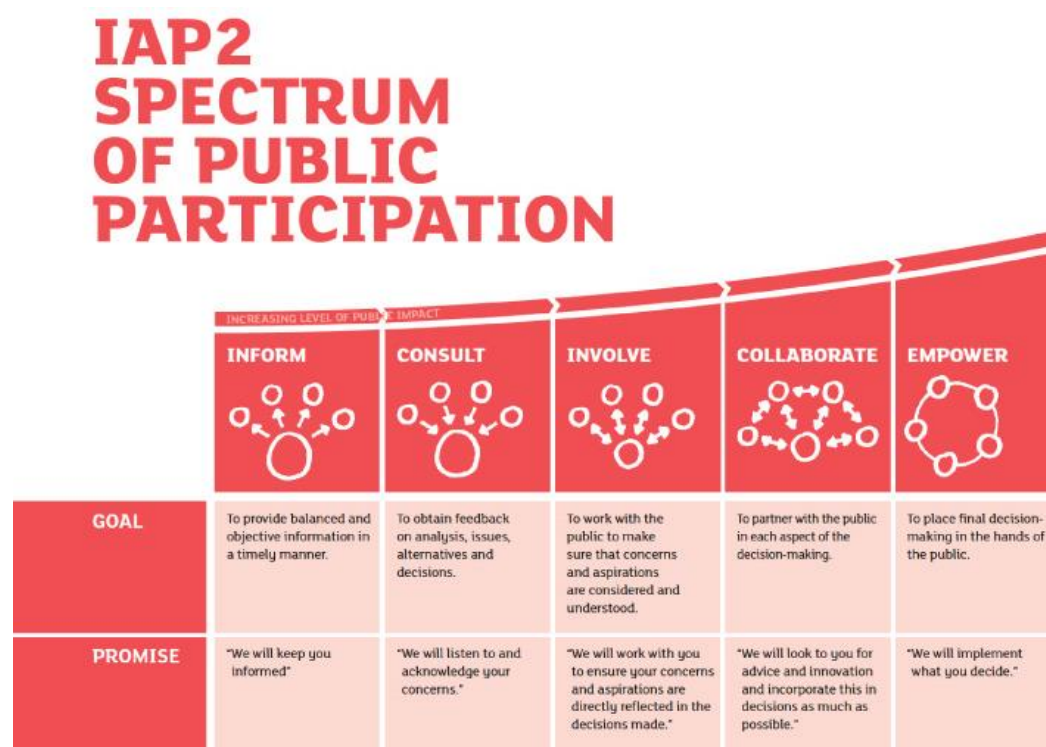 IAP2
SPECTRUM
OF PUBLIC
PARTICIPATION
INCREASING LEVEL OF PUBLIC IMPACT
INFORM
CONSULT
INVOLVE
COLLABORATE
EMPOWER
GOAL
To provide balanced and
objective information in
a timely manner.
To obtain feedback
on analysis, issues,
alternatives and
decisions.
To work with the
public to make
sure that concerns
and aspirations
are considered and
understood.
To partner with the public
in each aspect of the
decision-making.
To place final decision-
making in the hands of
the public.
PROMISE
"We will keep you
informed"
"We will listen to and
acknowledge your
concerns."
"We will work with you
to ensure your concerns
and aspirations are
directly reflected in the
decisions made."
"We will look to you for
advice and innovation
and incorporate this in
decisions as much as
possible."
"We will implement
what you decide."